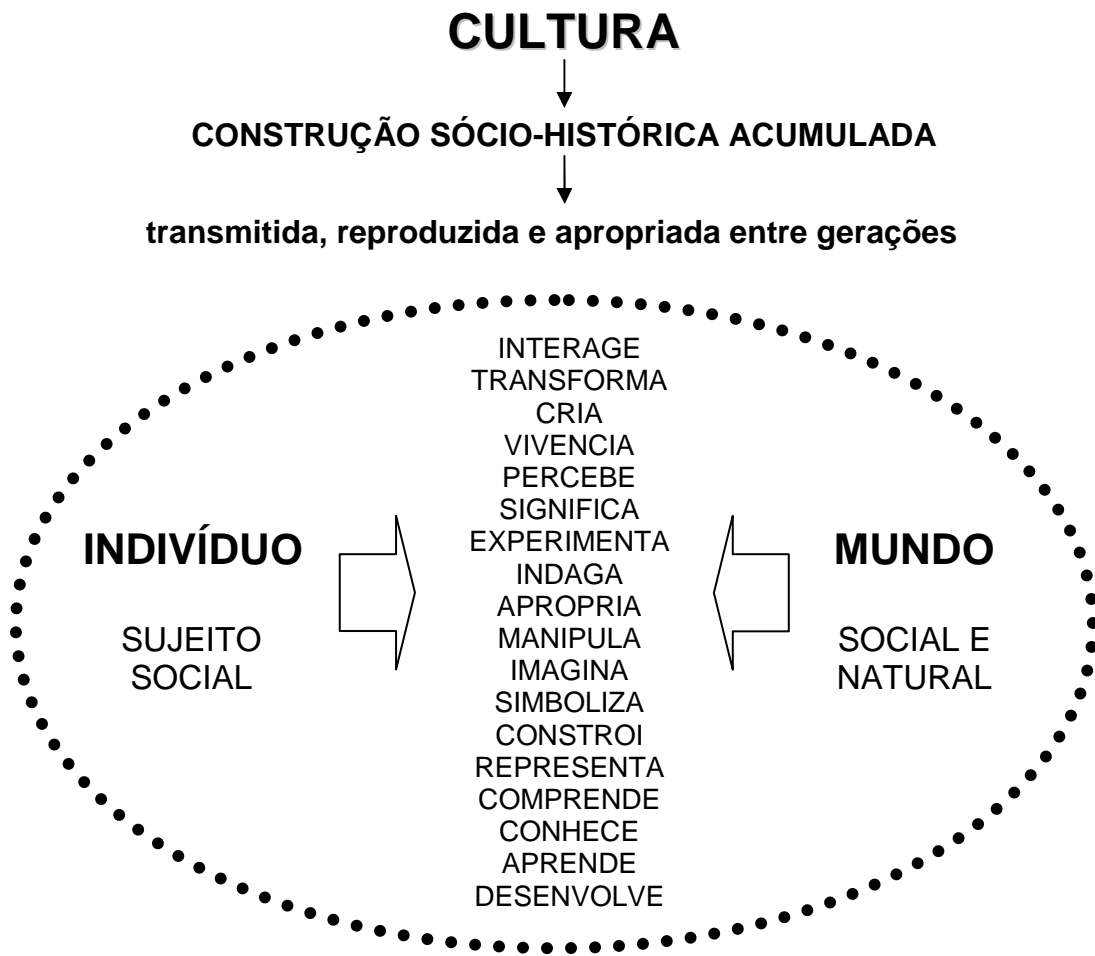 CULTURA
CONSTRUÇÃO SÓCIO-HISTÓRICA ACUMULADA
transmitida, reproduzida e apropriada entre gerações
INTERAGE
TRANSFORMA
CRIA
VIVENCIA
PERCEBE
SIGNIFICA
EXPERIMENTA
INDAGA
APROPRIA
MANIPULA
IMAGINA
SIMBOLIZA
CONSTROI
REPRESENTA
COMPRENDE
CONHECE
APRENDE
DESENVOLVE
INDIVÍDUO
SUJEITO
SOCIAL
MUNDO
SOCIAL E
NATURAL